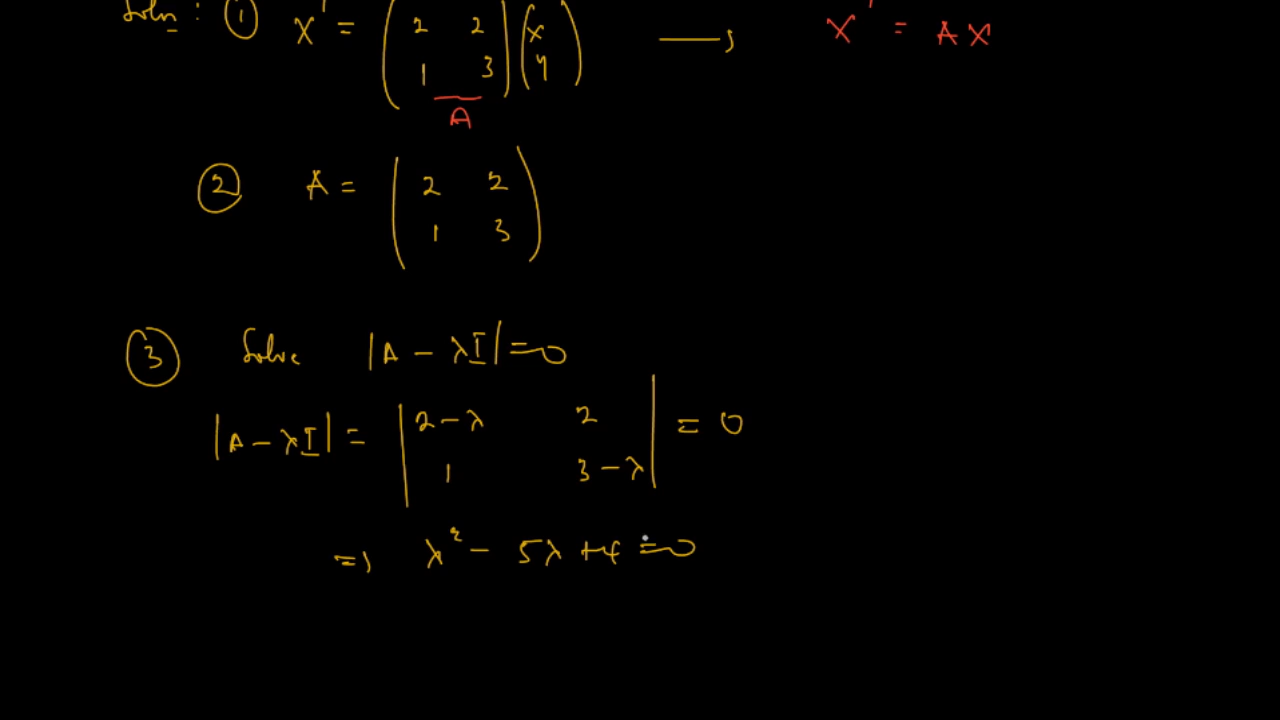 Soln : ① X' = ( 2 2 ; 1 3 ) ( x ; y ) → X' = A X
A
② A = ( 2 2 ; 1 3 )
③ Solve |A - λI| = 0
|A - λI| = | 2-λ 2 ; 1 3-λ | = 0
=> λ² - 5λ + 4 = 0